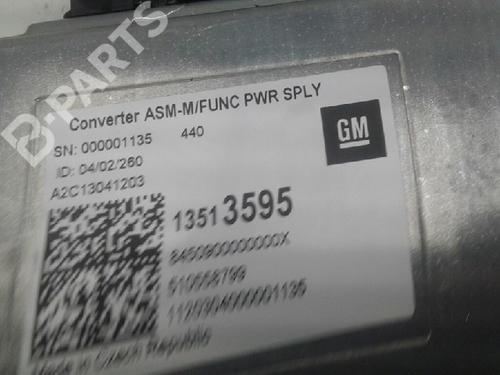 B-PARTS
Converter ASM-M/FUNC PWR SPLY
SN: 000001135 440
ID: 04/02/260
A2C13041203
GM
13513595
8450900000000X
510558799
1120304000001135
Made in Czech Republic